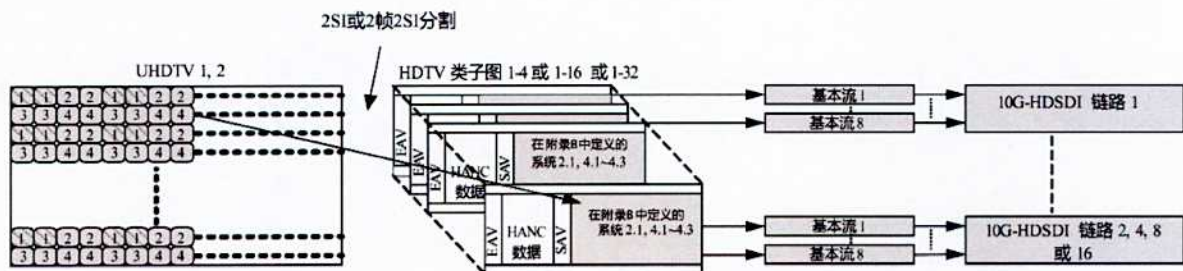 2SI或2帧2SI分割
UHDTV 1, 2
HDTV 类子图 1-4 或 1-16 或 1-32
1 1 2 2 1 1 2 2
3 3 4 4 3 3 4 4
1 1 2 2 1 1 2 2
3 3 4 4 3 3 4 4
1 1 2 2 1 1 2 2
3 3 4 4 3 3 4 4
EAV
EAV
EAV
HANC
数据
SAV
在附录B中定义的
系统 2.1, 4.1~4.3
EAV
HANC
数据
SAV
在附录B中定义的
系统 2.1, 4.1~4.3
基本流 1
基本流 8
10G-HDSDI 链路 1
基本流 1
基本流 8
10G-HDSDI 链路 2, 4, 8
或 16